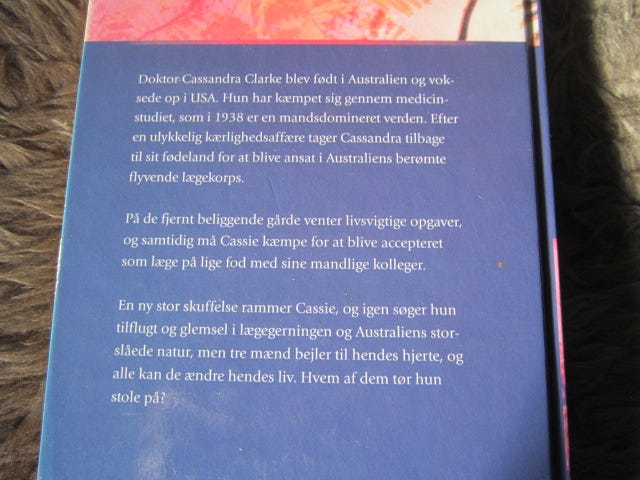 Doktor Cassandra Clarke blev født i Australien og vok-
sede op i USA. Hun har kæmpet sig gennem medicin-
studiet, som i 1938 er en mandsdomineret verden. Efter
en ulykkelig kærlighedsaffære tager Cassandra tilbage
til sit fødeland for at blive ansat i Australiens berømte
flyvende lægekorps.
På de fjernt beliggende gårde venter livsvigtige opgaver,
og samtidig må Cassie kæmpe for at blive accepteret
som læge på lige fod med sine mandlige kolleger.
En ny stor skuffelse rammer Cassie, og igen søger hun
tilflugt og glemsel i lægegerningen og Australiens stor-
slåede natur, men tre mænd bejler til hendes hjerte, og
alle kan de ændre hendes liv. Hvem af dem tør hun
stole på?